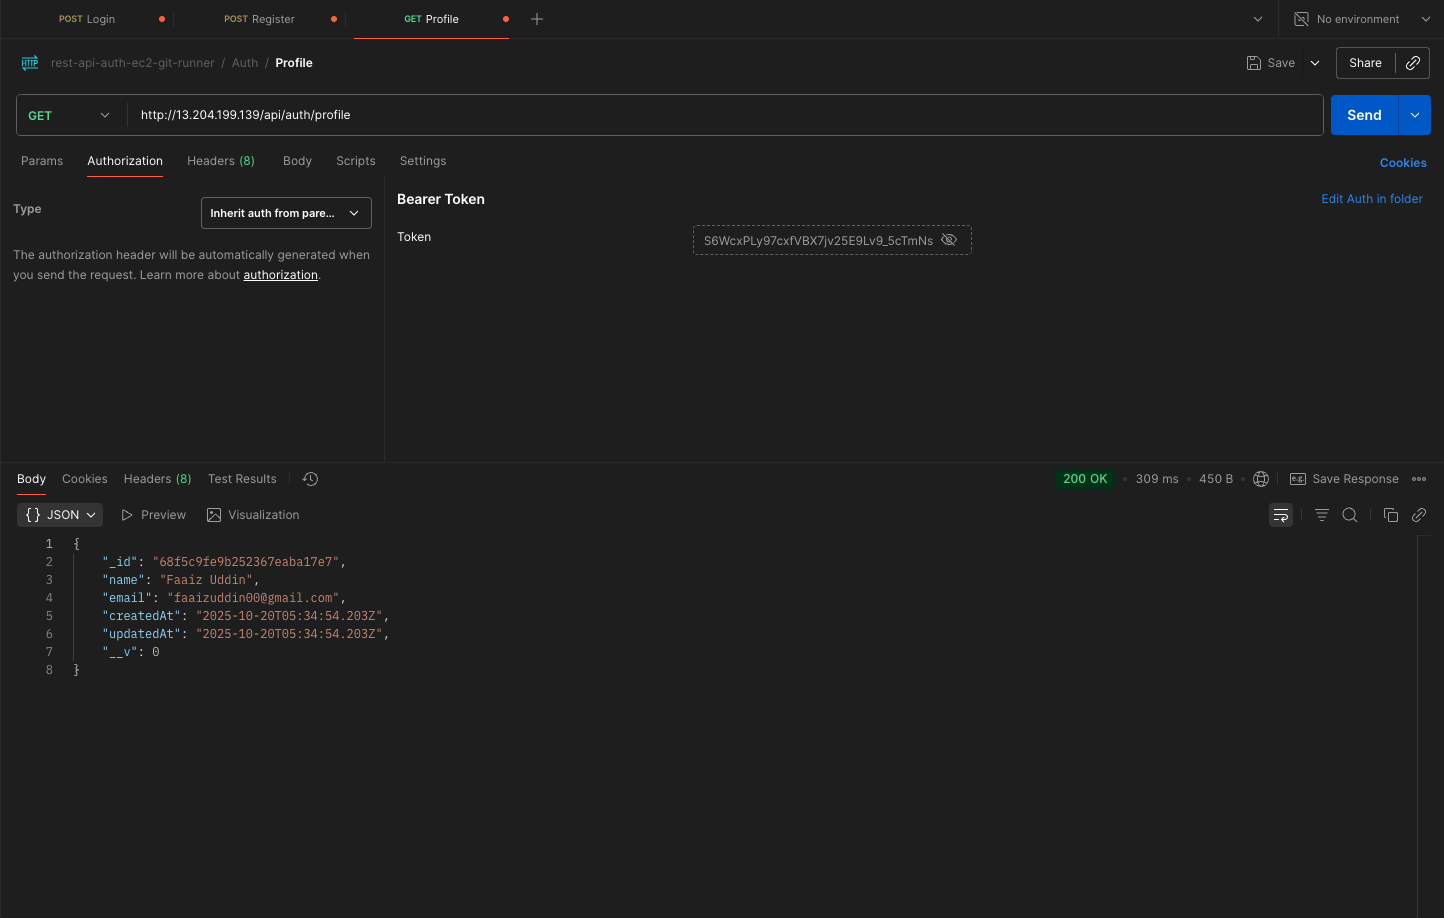 POST Login
POST Register
GET Profile
No environment
HTTP rest-api-auth-ec2-git-runner / Auth / Profile
Save
Share
GET http://13.204.199.139/api/auth/profile
Send
Params Authorization Headers (8) Body Scripts Settings
Cookies
Type
Inherit auth from pare...
The authorization header will be automatically generated when
you send the request. Learn more about authorization.
Bearer Token
Edit Auth in folder
Token
S6WcxPLy97cxfVBX7jv25E9Lv9_5cTmNs
Body Cookies Headers (8) Test Results
200 OK • 309 ms • 450 B
e.g. Save Response
{} JSON Preview Visualization
1 {
2 "_id": "68f5c9fe9b252367eaba17e7",
3 "name": "Faaiz Uddin",
4 "email": "faaizuddin00@gmail.com",
5 "createdAt": "2025-10-20T05:34:54.203Z",
6 "updatedAt": "2025-10-20T05:34:54.203Z",
7 "__v": 0
8 }